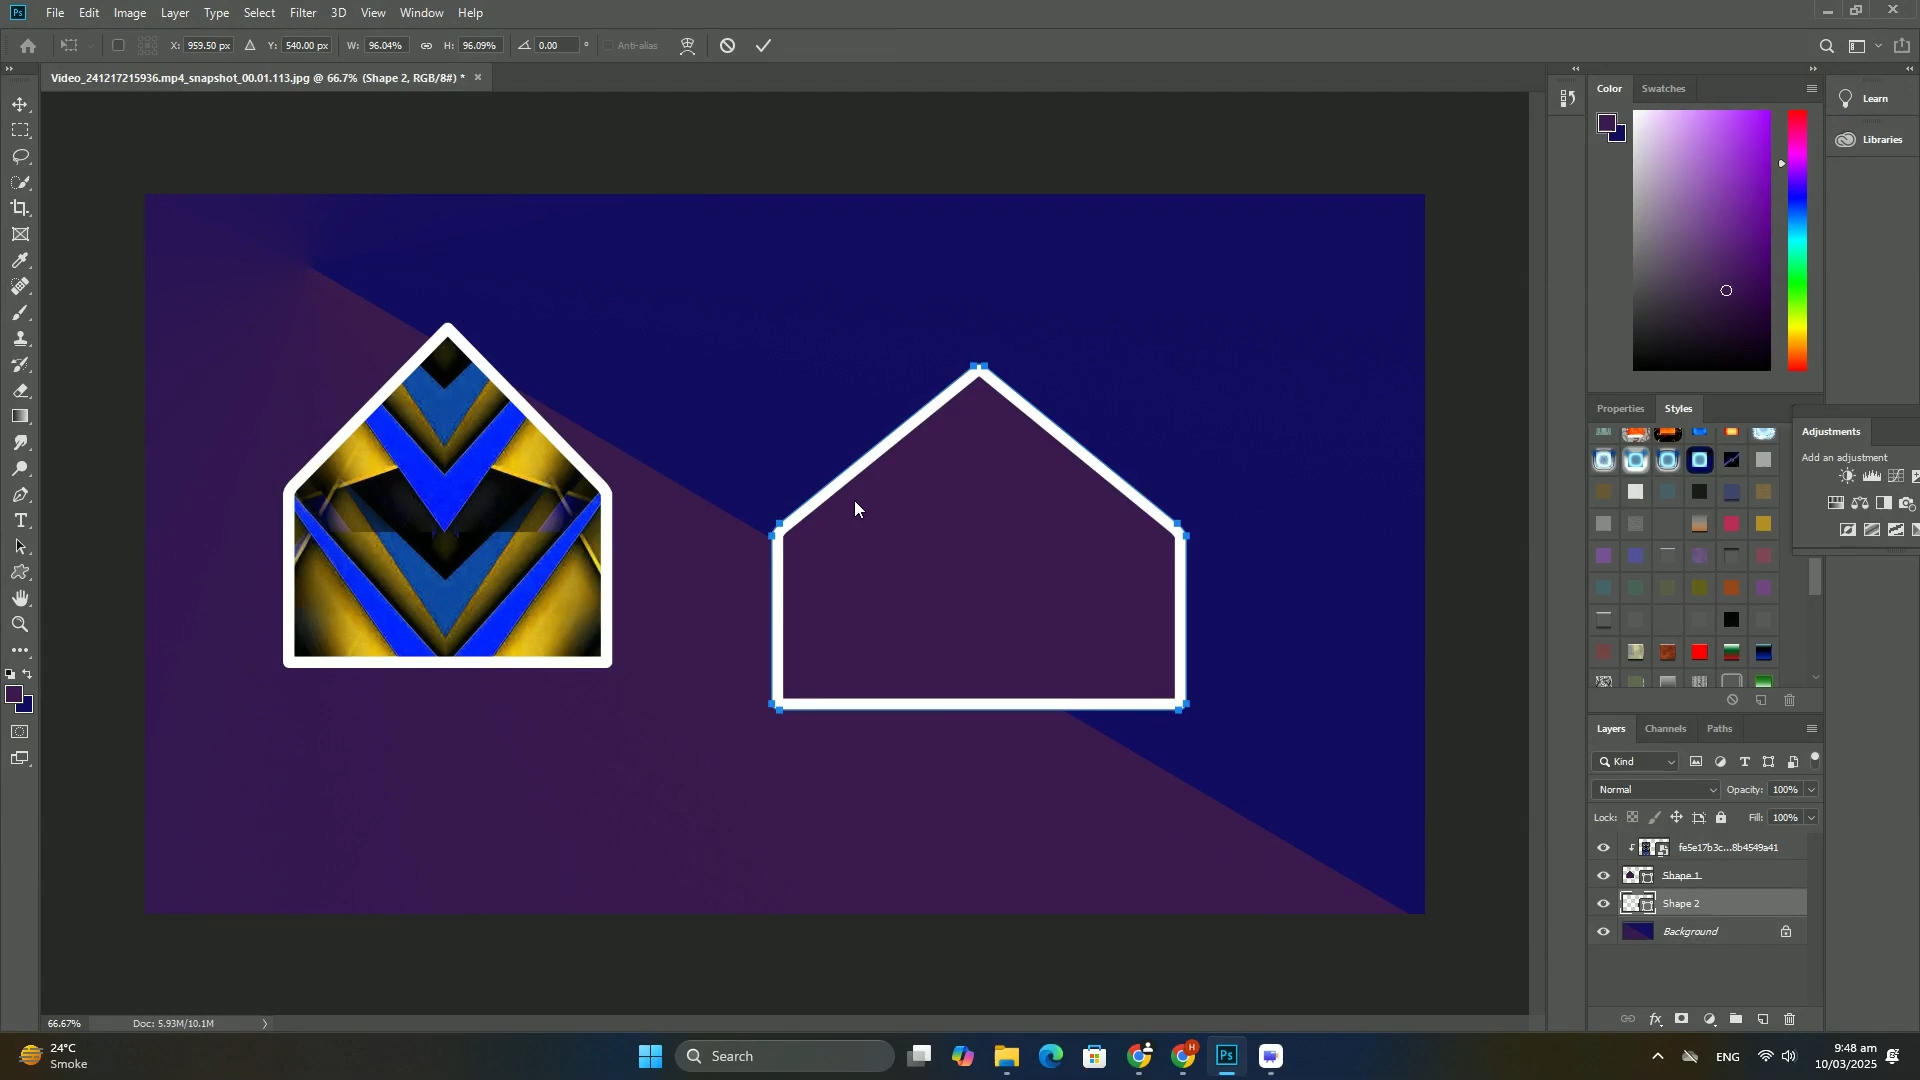 Ps File Edit Image Layer Type Select Filter 3D View Window Help
X: 959.50 px Y: 540.00 px W: 96.04% H: 96.09% 0.00 ° Anti-alias
Video_241217215936.mp4_snapshot_00.01.113.jpg @ 66.7% (Shape 2, RGB/8#) * ×
Color Swatches
Learn
Libraries
Properties Styles
Adjustments
Add an adjustment
Layers Channels Paths
Kind
Normal Opacity: 100%
Lock: Fill: 100%
fe5e17b3c...8b4549a41
Shape 1
Shape 2
Background
66.67% Doc: 5.93M/10.1M
fx
24°C
Smoke
Search
H
Ps
ENG
9:48 am
10/03/2025